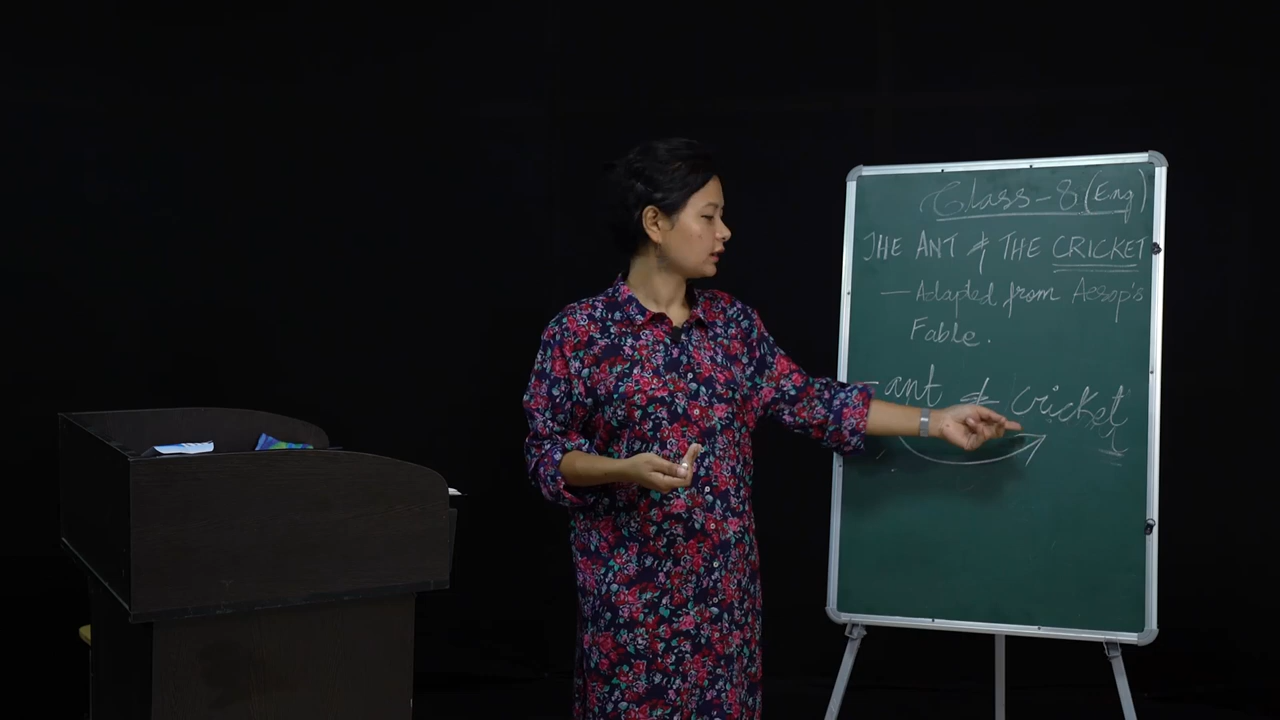 Class-8 (Eng)
THE ANT & THE CRICKET
— Adapted from Aesop's
Fable.
- ant & cricket